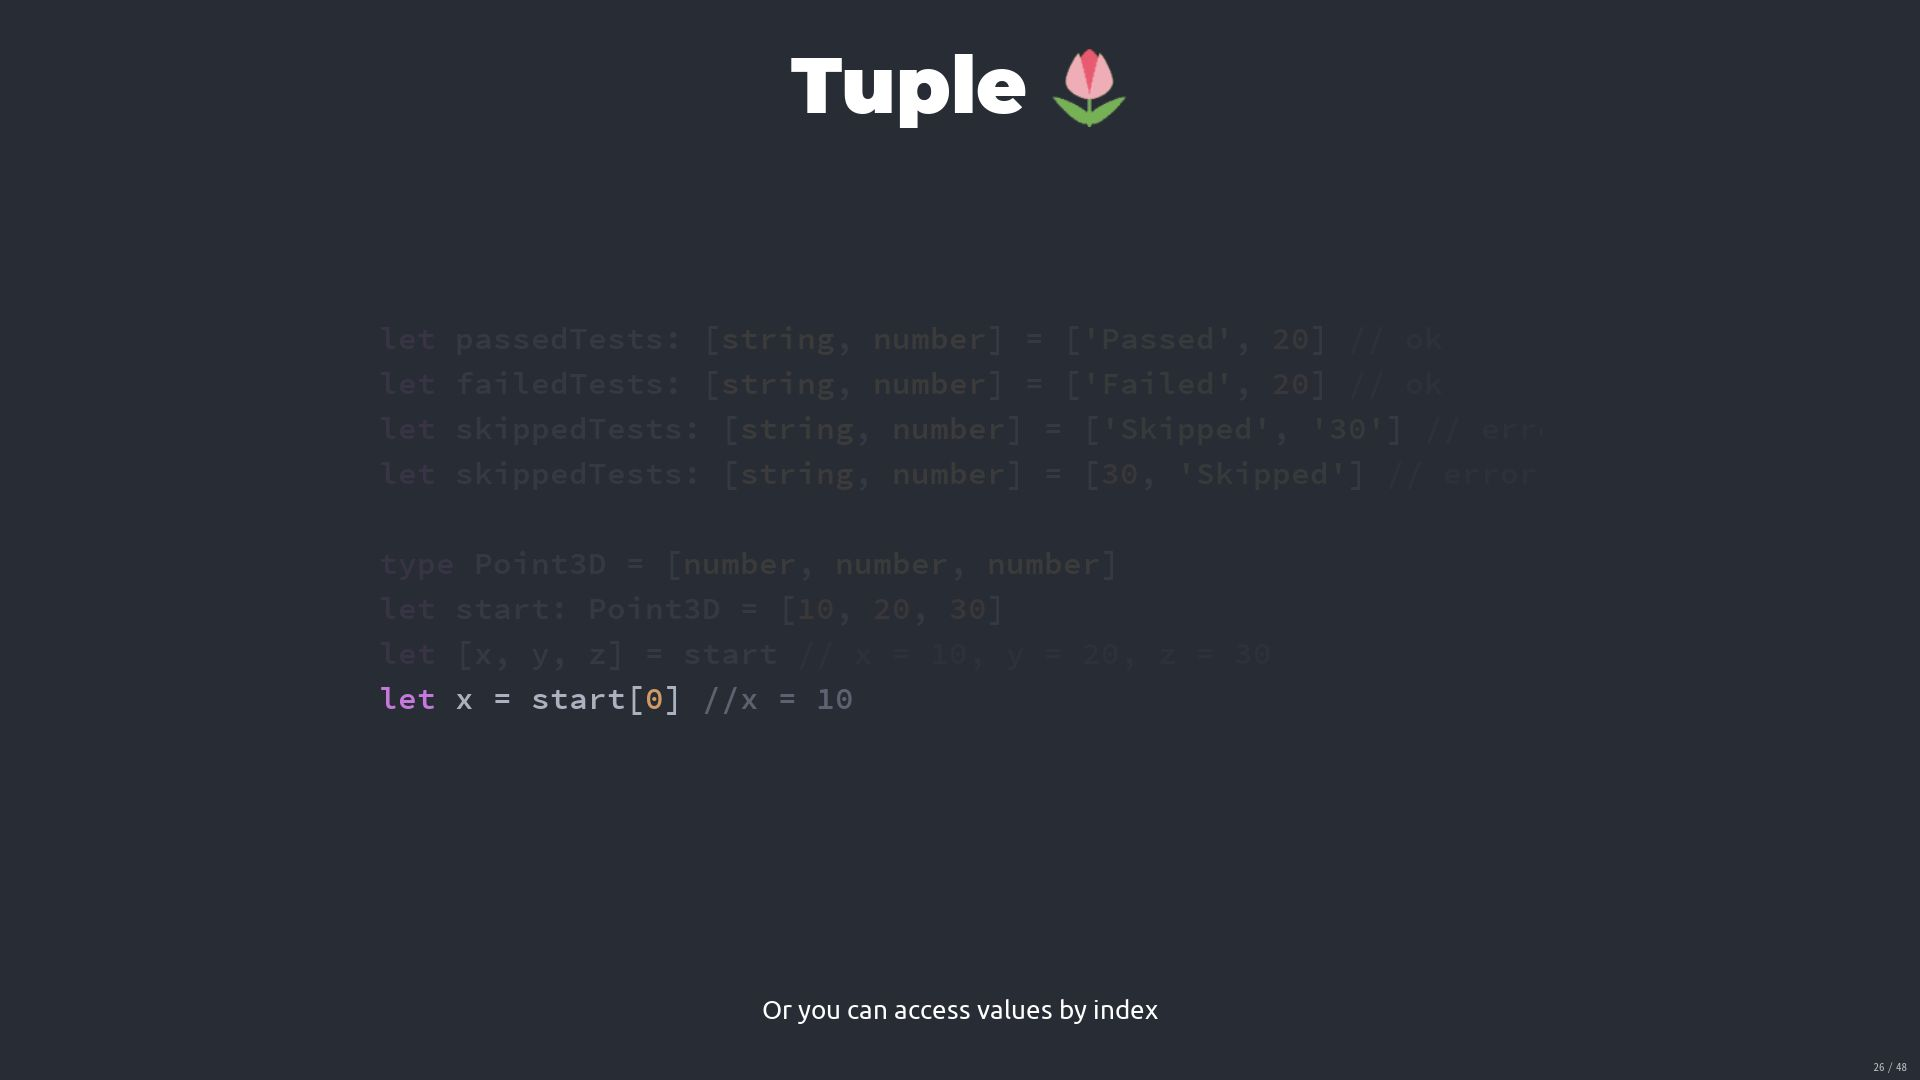 Tuple 🌷
let passedTests: [string, number] = ['Passed', 20] // ok
let failedTests: [string, number] = ['Failed', 20] // ok
let skippedTests: [string, number] = ['Skipped', '30'] // erro
let skippedTests: [string, number] = [30, 'Skipped'] // error
type Point3D = [number, number, number]
let start: Point3D = [10, 20, 30]
let [x, y, z] = start // x = 10, y = 20, z = 30
let x = start[0] //x = 10
Or you can access values by index
26 / 48